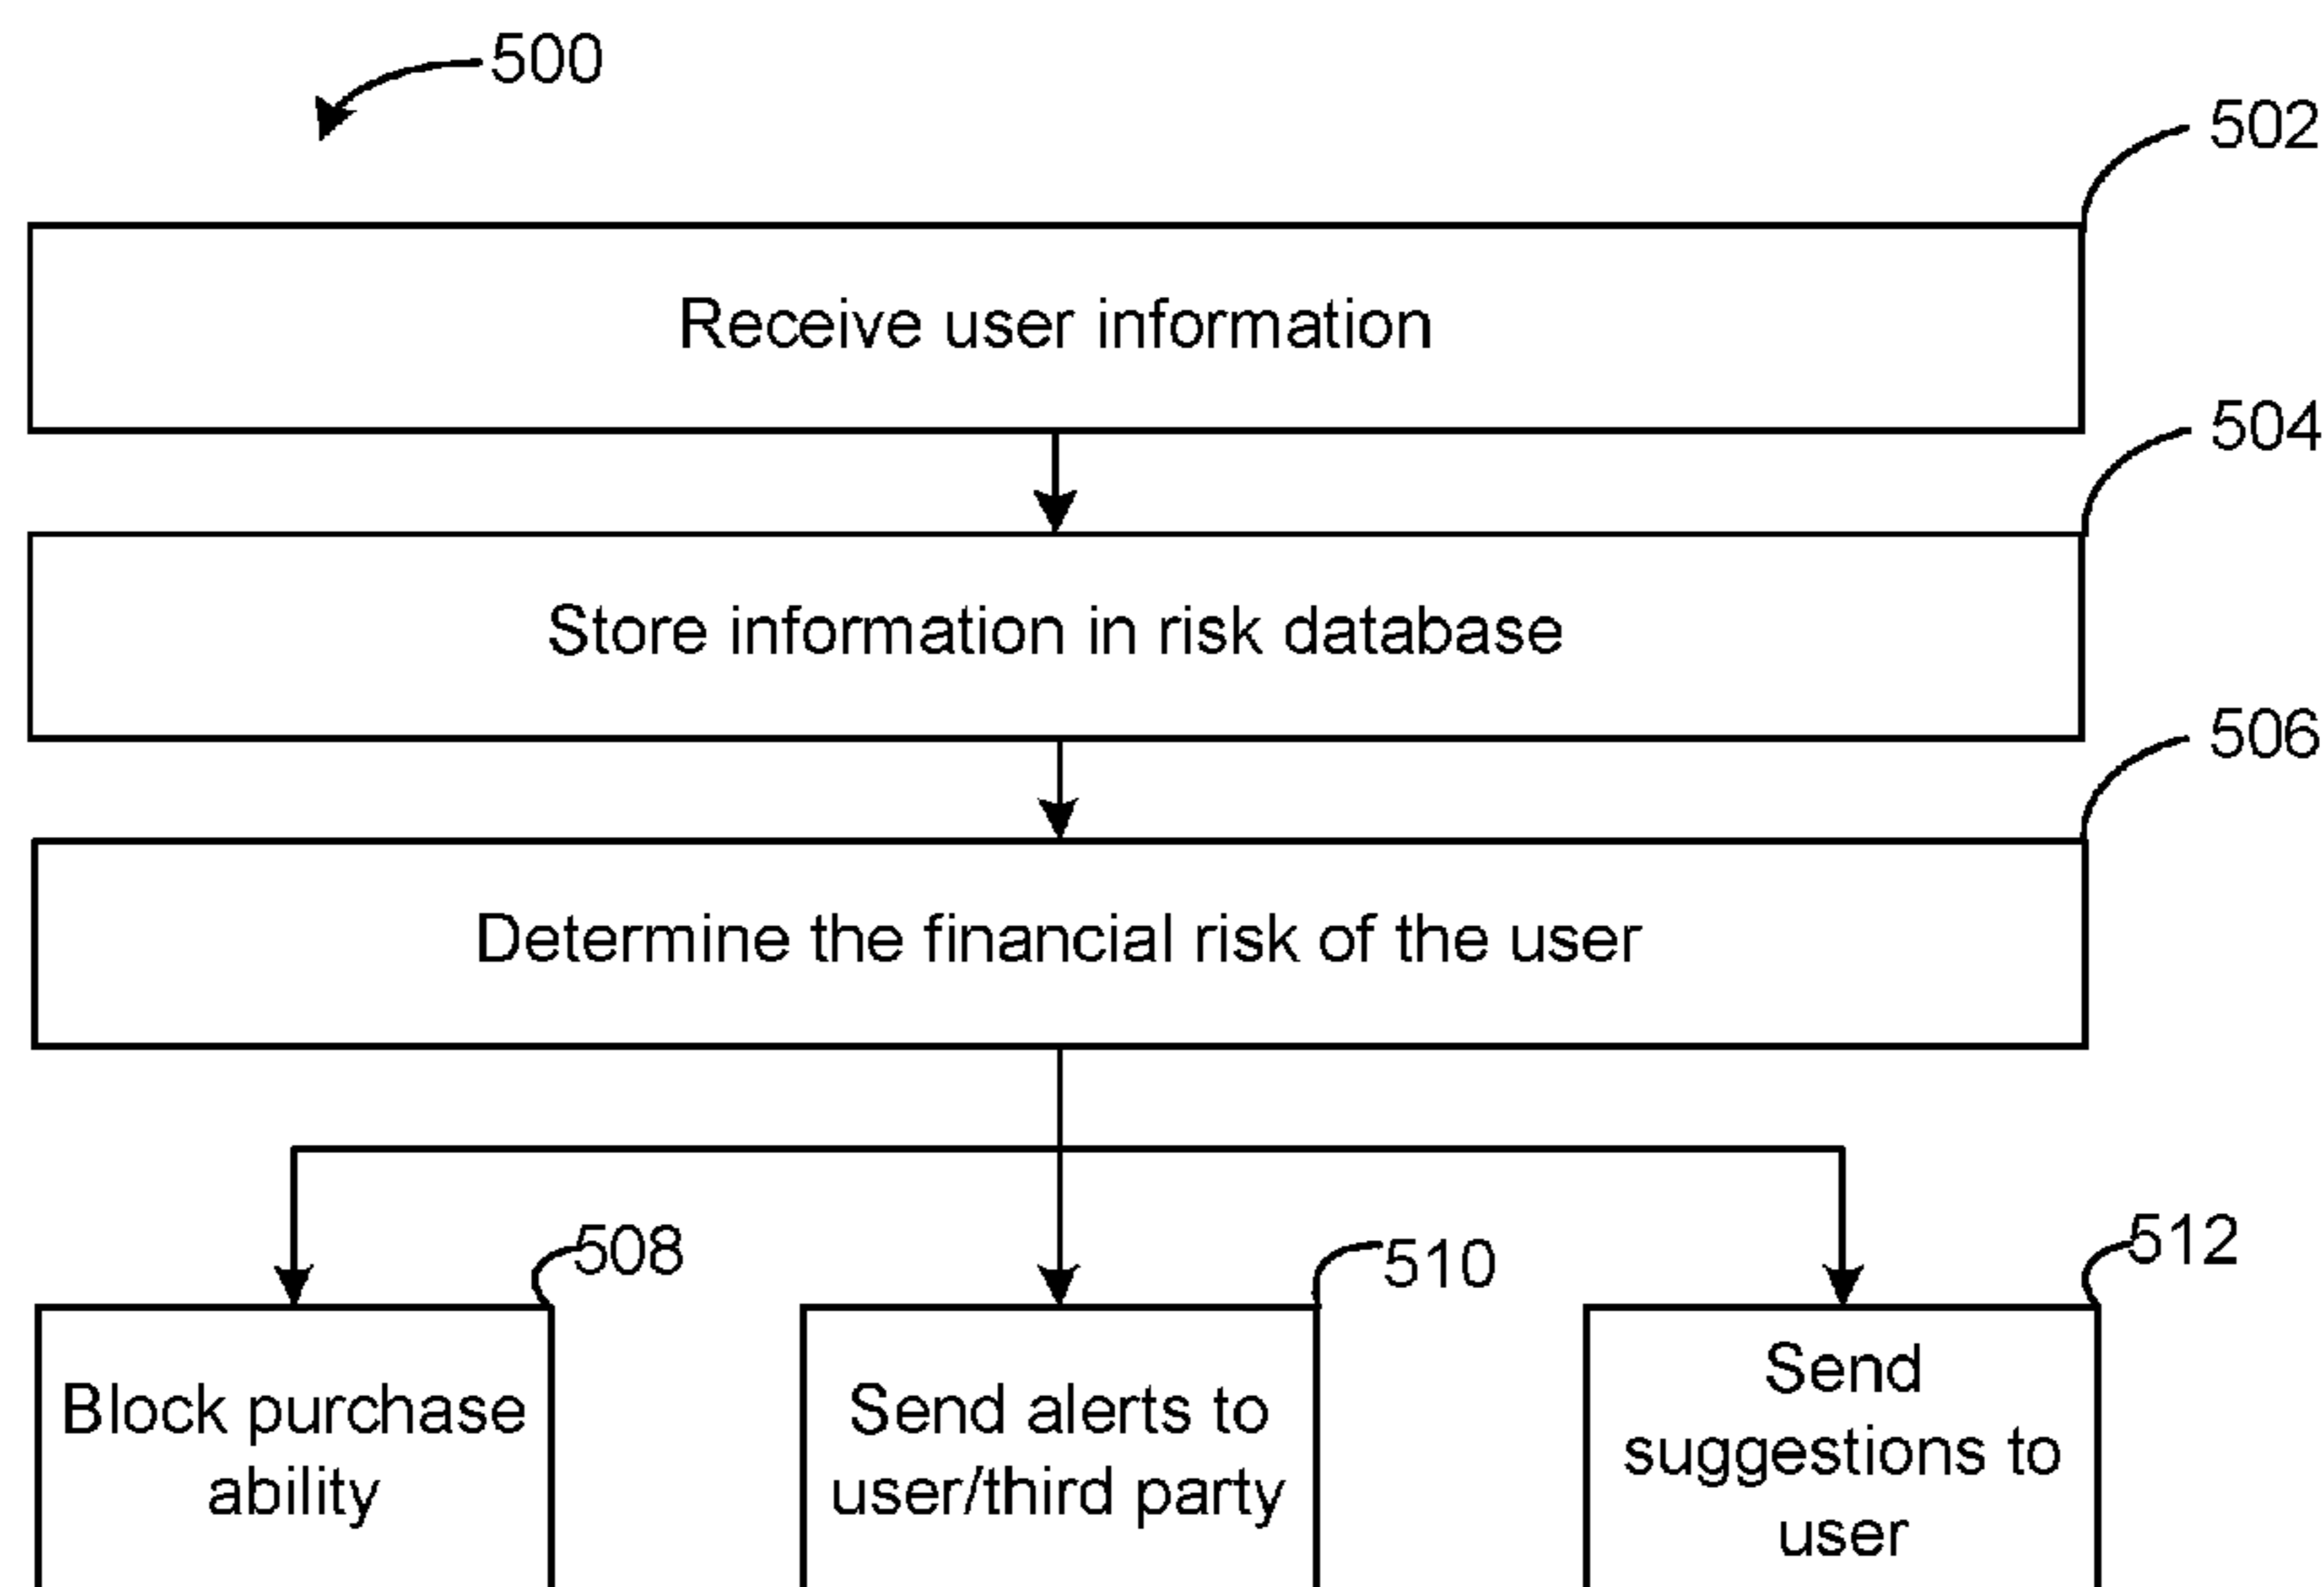 500
502
Receive user information
504
Store information in risk database
506
Determine the financial risk of the user
508
510
512
Block purchase
ability
Send alerts to
user/third party
Send
suggestions to
user